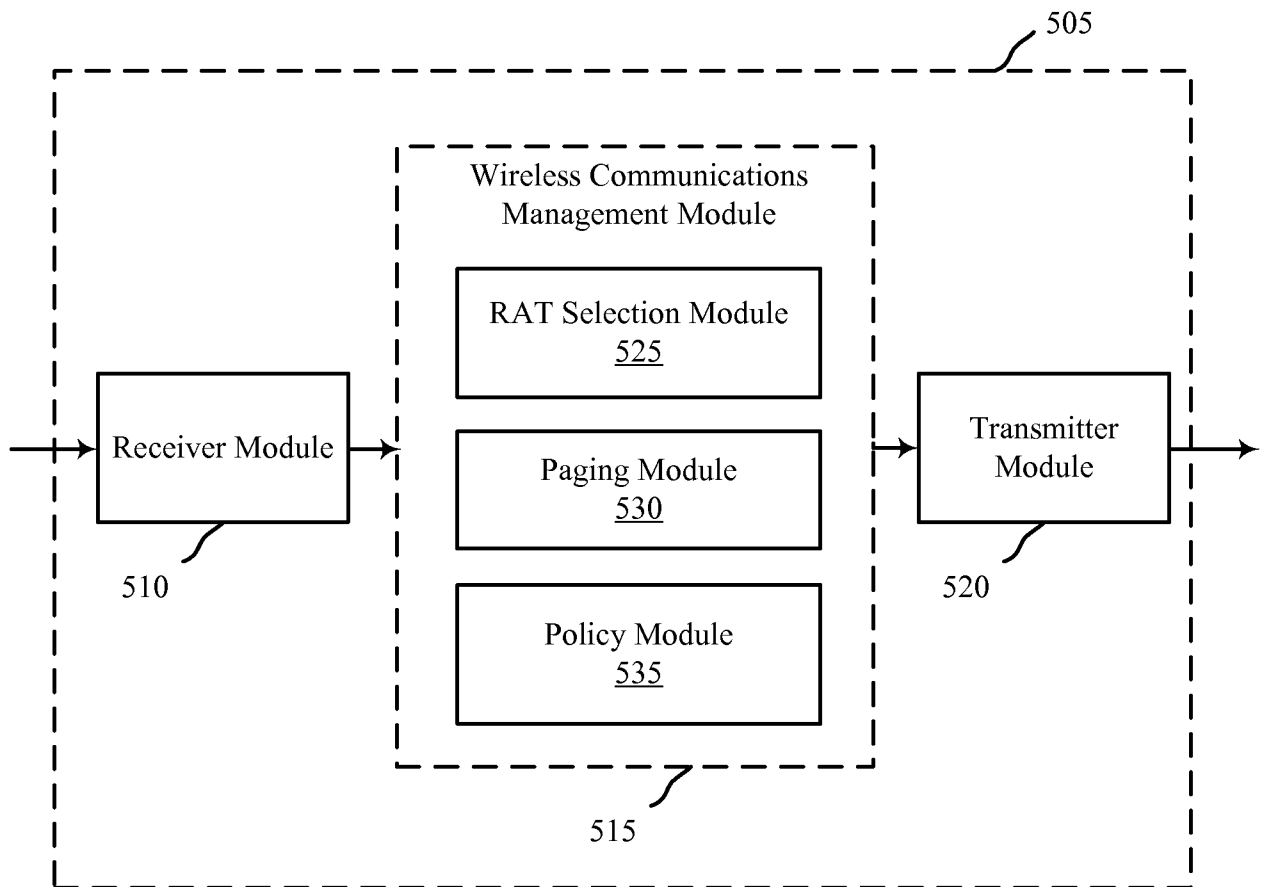 505
Wireless Communications
Management Module
RAT Selection Module
525
Receiver Module
Paging Module
530
Transmitter
Module
510
520
Policy Module
535
515